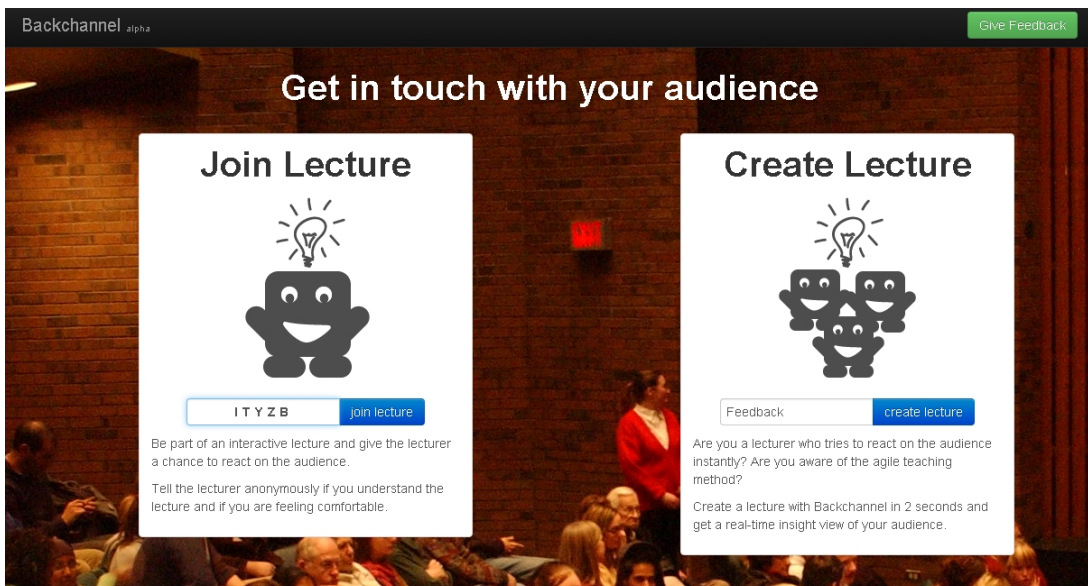 Backchannel alpha
Give Feedback
Get in touch with your audience
Join Lecture
I T Y Z B
join lecture
Be part of an interactive lecture and give the lecturer
a chance to react on the audience.
Tell the lecturer anonymously if you understand the
lecture and if you are feeling comfortable.
Create Lecture
Feedback
create lecture
Are you a lecturer who tries to react on the audience
instantly? Are you aware of the agile teaching
method?
Create a lecture with Backchannel in 2 seconds and
get a real-time insight view of your audience.